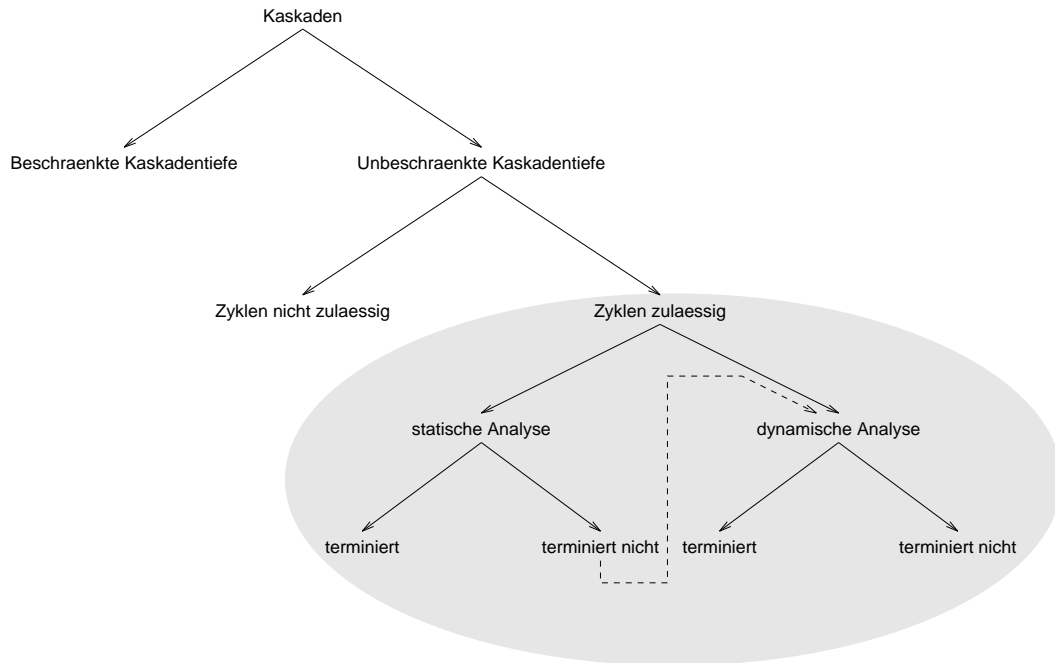 Kaskaden
Beschraenkte Kaskadentiefe
Unbeschraenkte Kaskadentiefe
Zyklen nicht zulaessig
Zyklen zulaessig
statische Analyse
dynamische Analyse
terminiert
terminiert nicht
terminiert
terminiert nicht